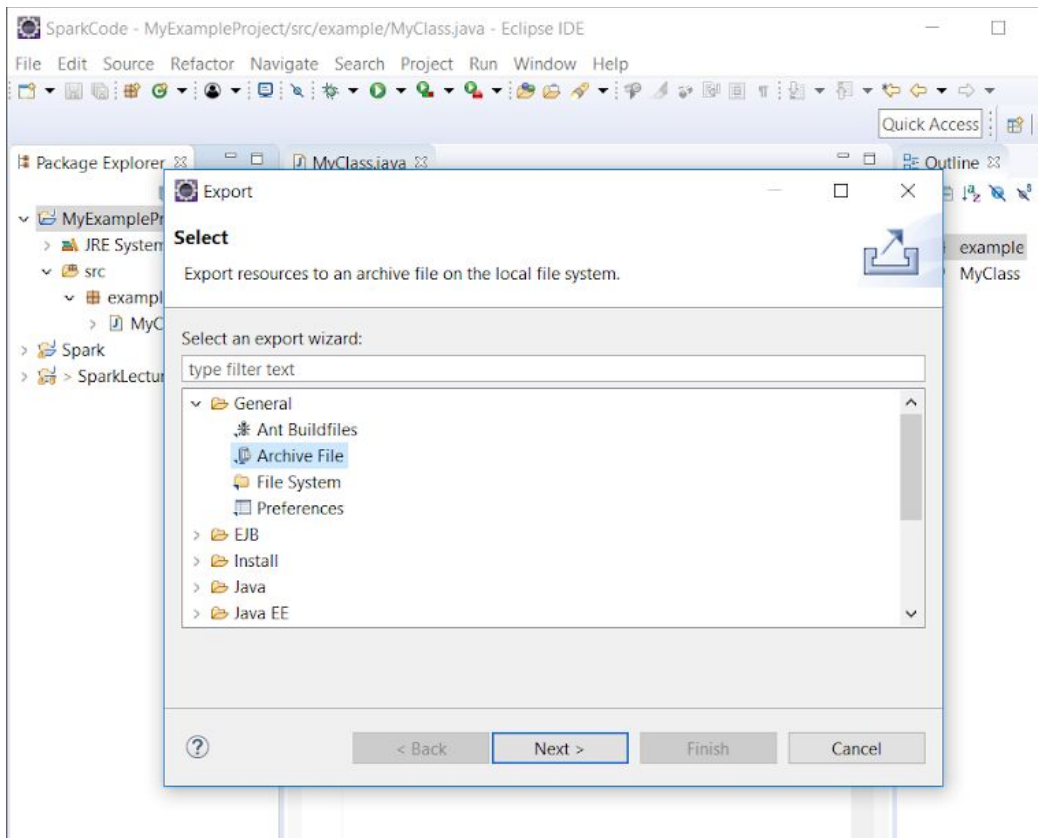 SparkCode - MyExampleProject/src/example/MyClass.java - Eclipse IDE
File Edit Source Refactor Navigate Search Project Run Window Help
Quick Access
Package Explorer
MyClass.java
Outline
MyExamplePr
JRE System
src
exampl
MyC
Spark
> SparkLectur
example
MyClass
Export
Select
Export resources to an archive file on the local file system.
Select an export wizard:
type filter text
General
Ant Buildfiles
Archive File
File System
Preferences
EJB
Install
Java
Java EE
< Back Next > Finish Cancel